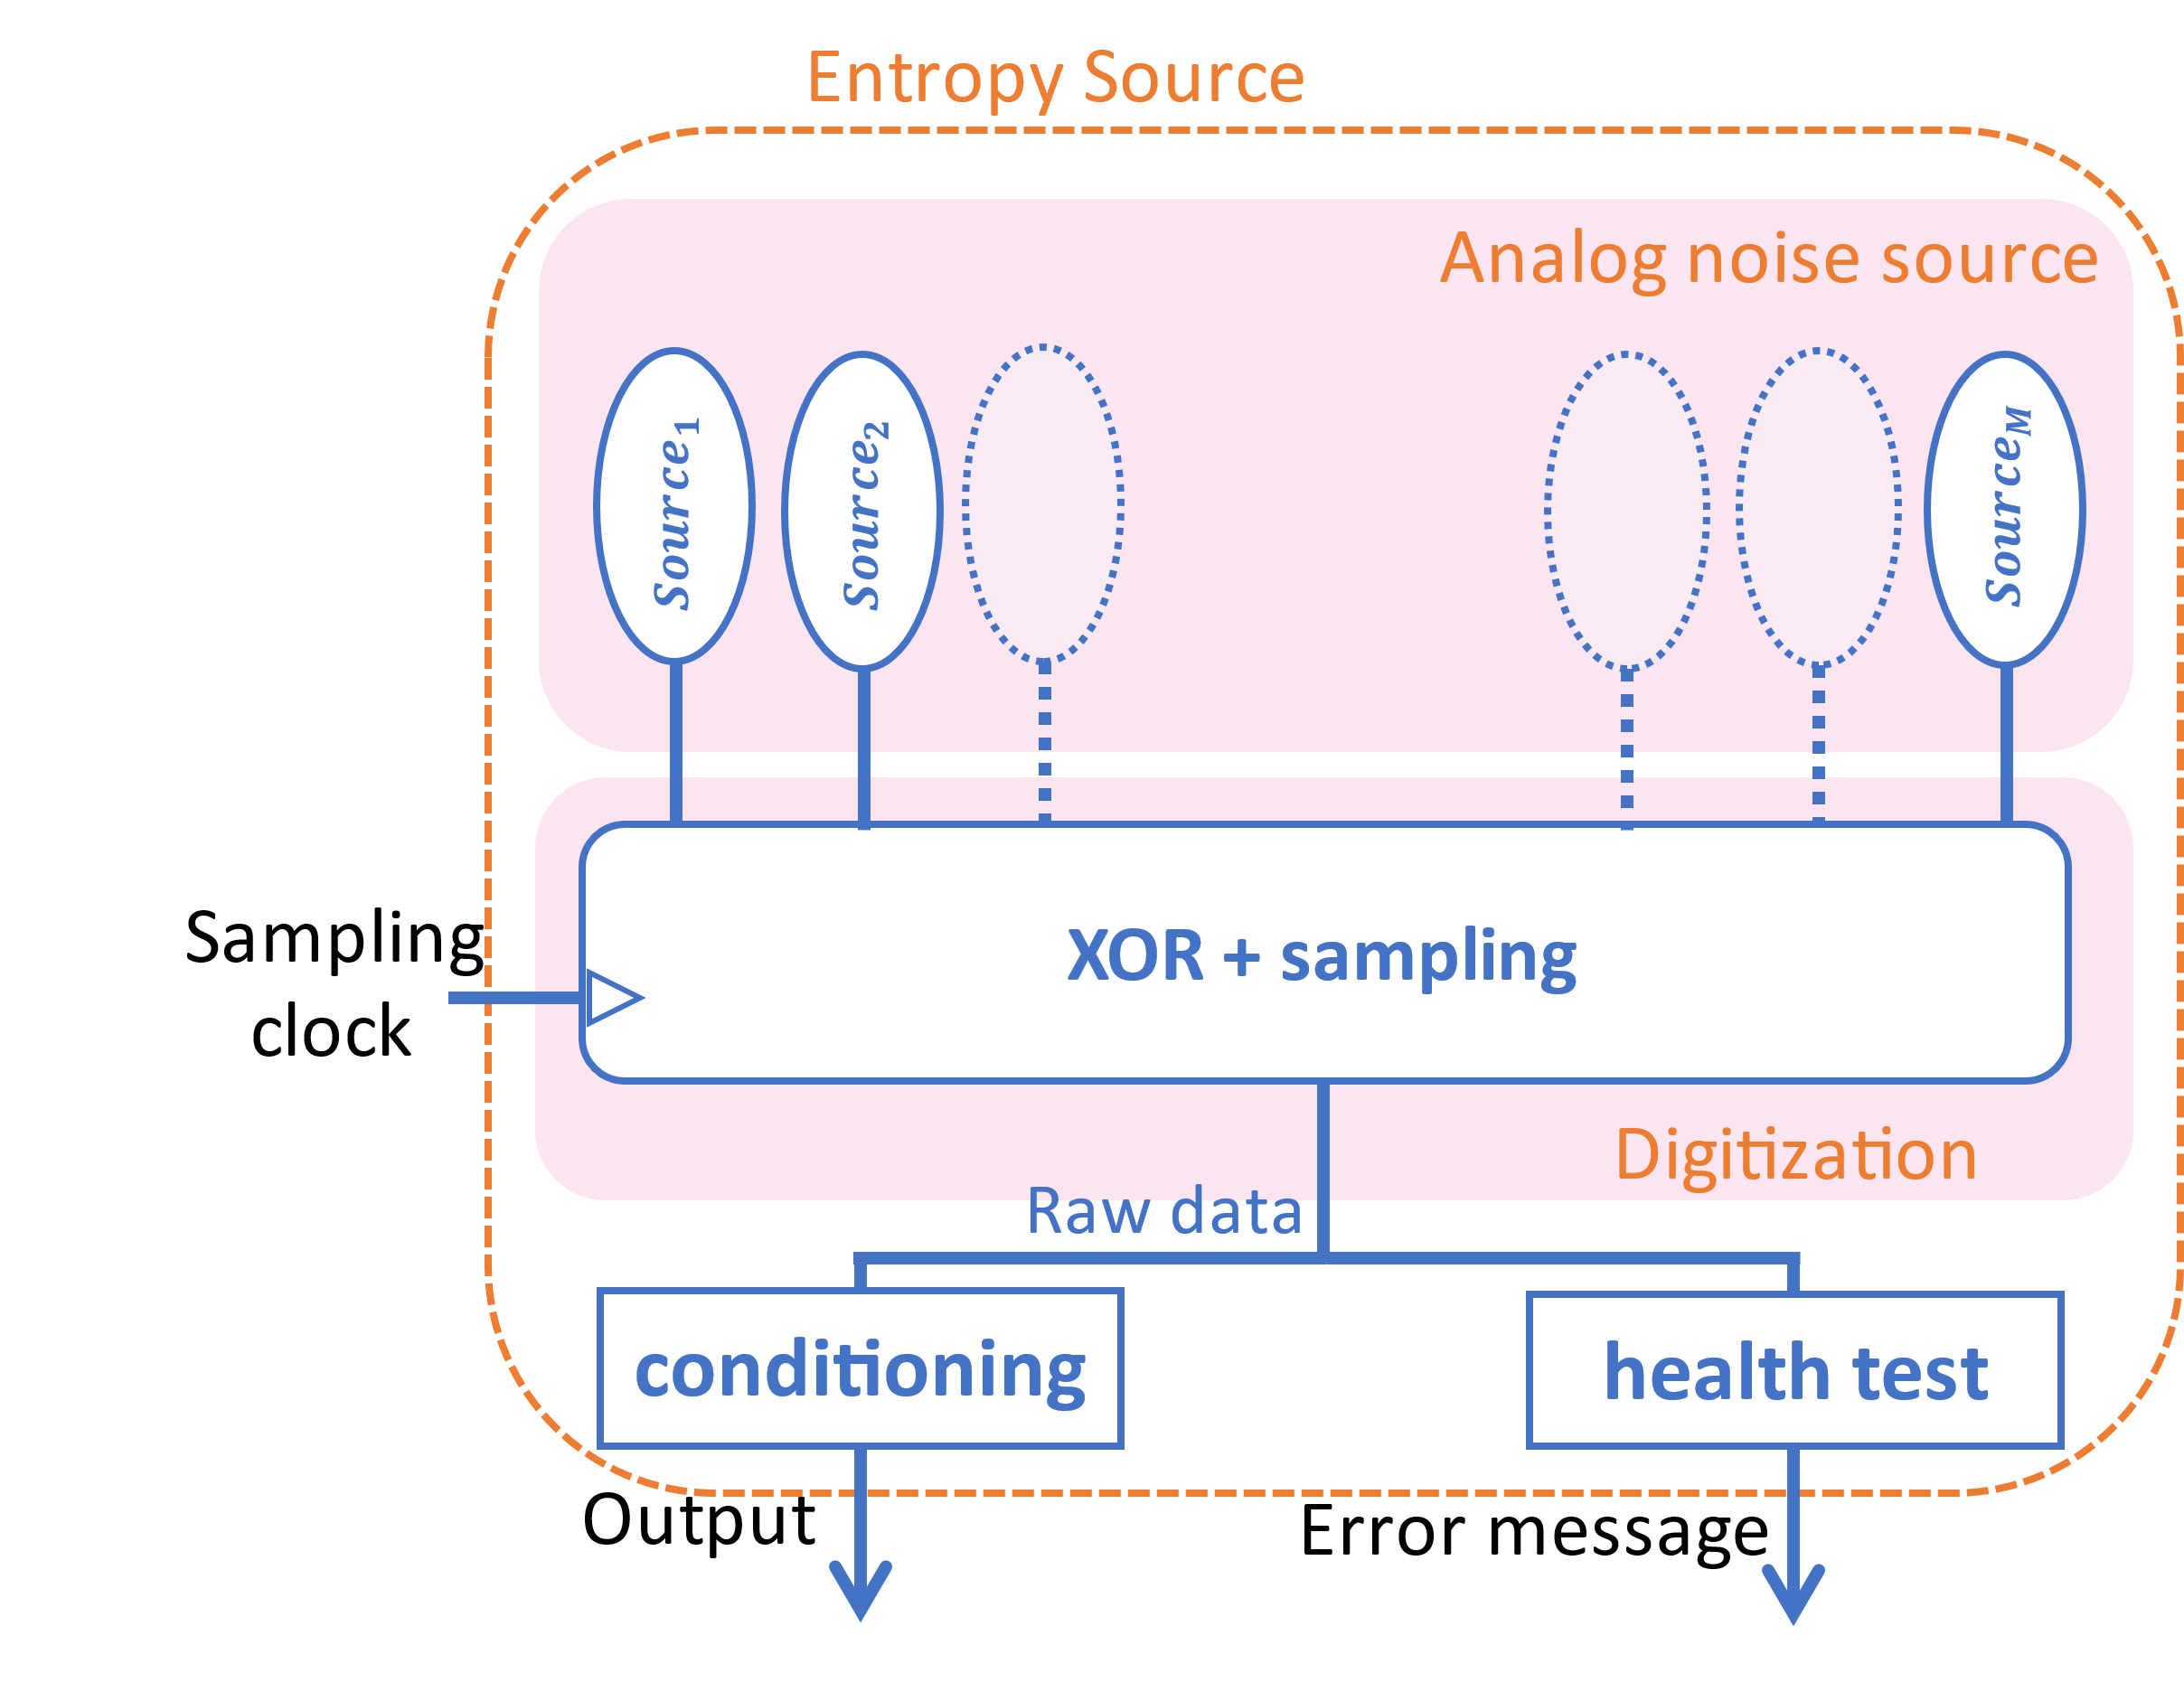 Entropy Source
Analog noise source
Source1
Source2
SourceM
Sampling
clock
XOR + sampling
Digitization
Raw data
conditioning
health test
Output
Error message